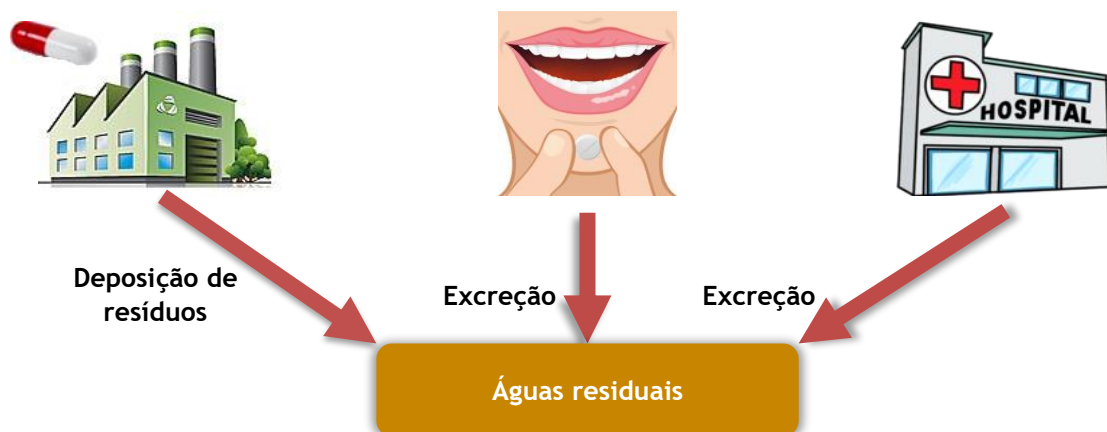 HOSPITAL
Deposição de
resíduos
Excreção
Excreção
Águas residuais